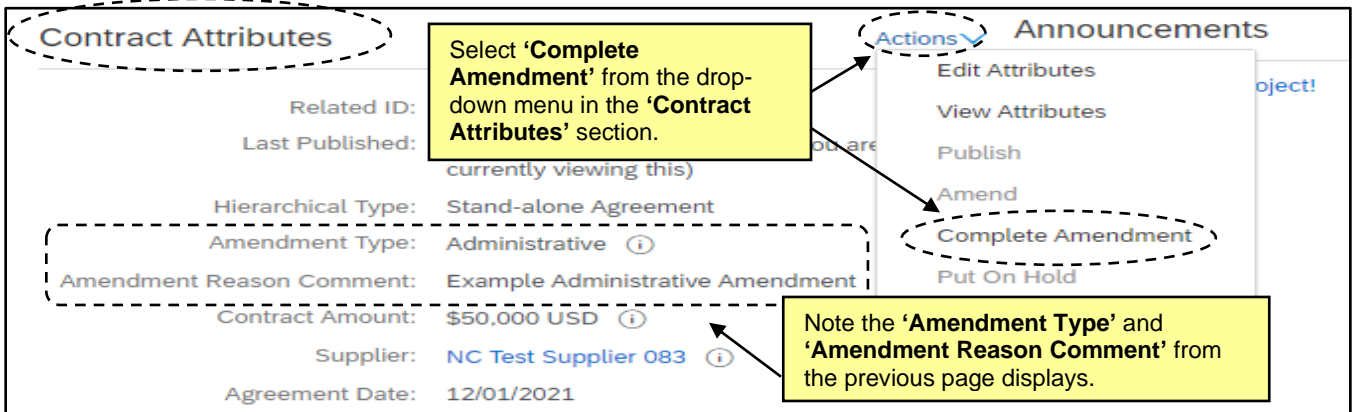 Contract Attributes
Actions
Announcements
Select ‘Complete
Amendment’ from the drop-
down menu in the ‘Contract
Attributes’ section.
Edit Attributes
oject!
Related ID:
View Attributes
Last Published:
ou are
currently viewing this)
Publish
Amend
Hierarchical Type: Stand-alone Agreement
Amendment Type: Administrative
Complete Amendment
Amendment Reason Comment: Example Administrative Amendment
Put On Hold
Contract Amount: $50,000 USD
Note the ‘Amendment Type’ and
‘Amendment Reason Comment’ from
the previous page displays.
Supplier: NC Test Supplier 083
Agreement Date: 12/01/2021